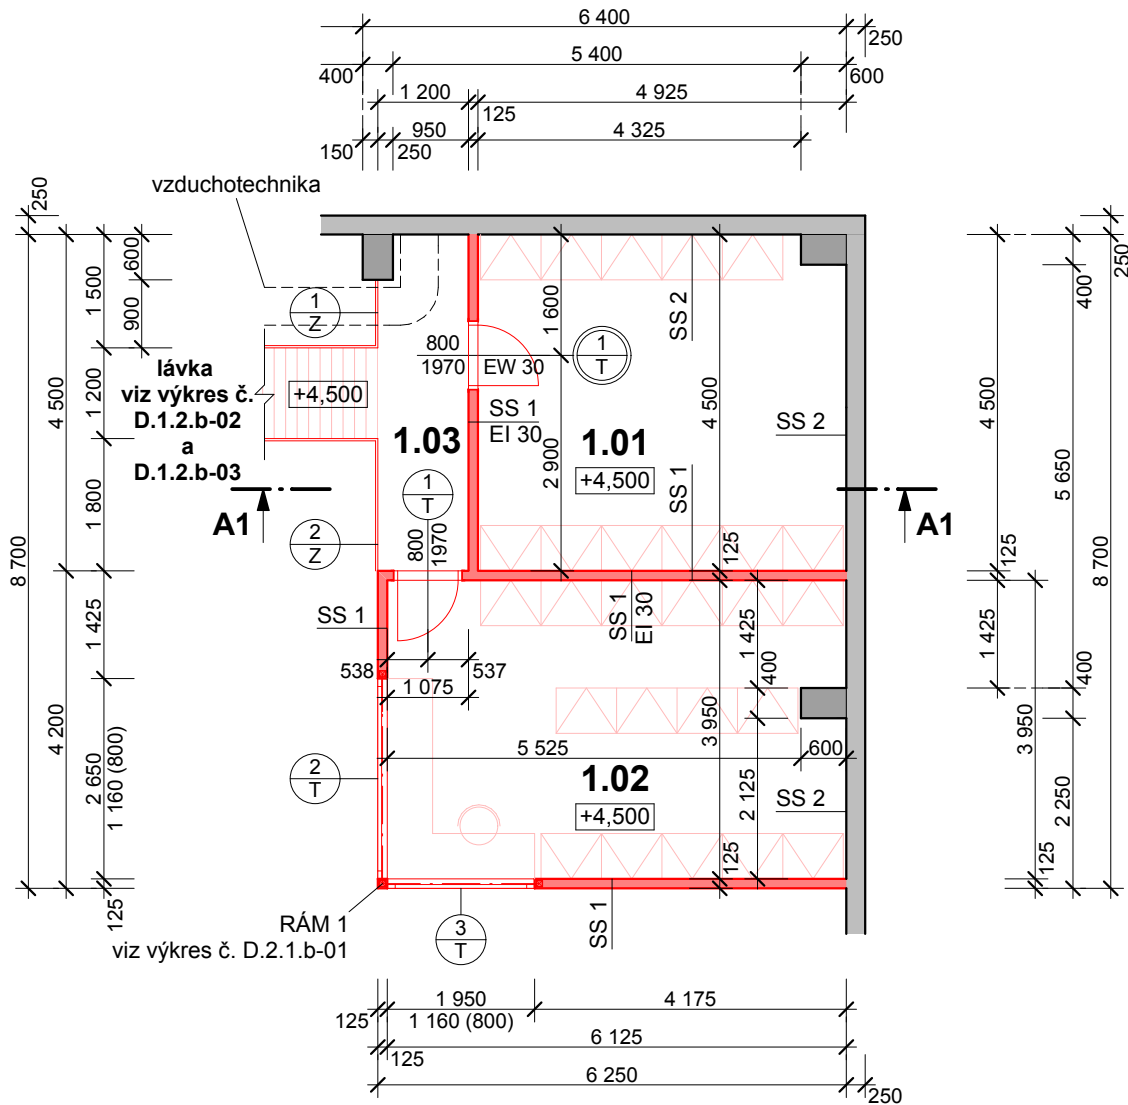 6 400
250
5 400
400
600
1 200
4 925
125
950
4 325
150
250
vzduchotechnika
250
600
1 500
900
1
Z
1 600
SS 2
400
250
800
1970
EW 30
1
T
lávka
viz výkres č.
D.1.2.b-02
a
D.1.2.b-03
+4,500
4 500
1 200
SS 1
EI 30
1.03
1.01
+4,500
2 900
4 500
SS 2
4 500
5 650
1
T
SS 1
A1
A1
1 800
2
Z
800
1970
125
125
8 700
8 700
SS 1
1 425
SS 1
EI 30
1 425
400
1 425
400
538
537
1 075
3 950
3 950
5 525
600
4 200
2 650
1 160 (800)
2
T
1.02
+4,500
2 125
SS 2
2 250
125
125
125
RÁM 1
viz výkres č. D.2.1.b-01
3
T
SS 1
1 950
4 175
125
1 160 (800)
6 125
125
6 250
250